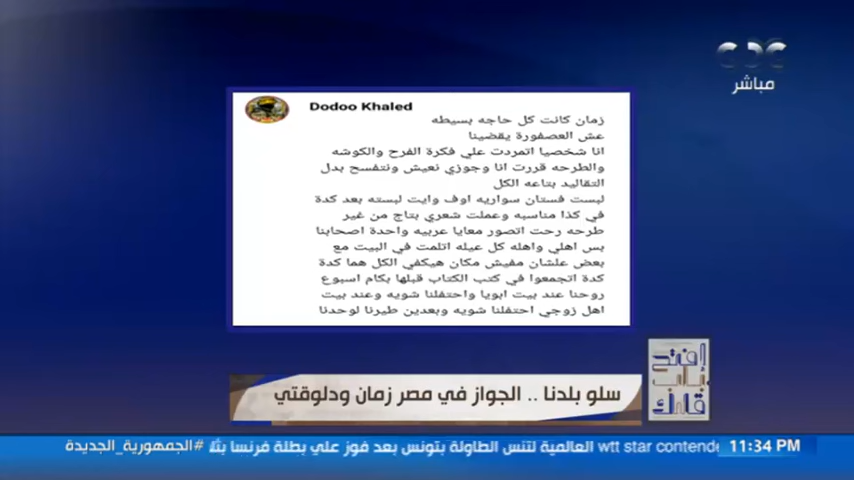 cbc
مباشر
Dodoo Khaled
زمان كانت كل حاجه بسيطه
عش العصفورة يقضينا
انا شخصيا اتمردت علي فكرة الفرح والكوشه
والطرحه قررت انا وجوزي نعيش ونتفسح بدل
التقاليد بتاعه الكل
لبست فستان سواريه اوف وايت لبسته بعد كدة
في كذا مناسبه وعملت شعري بتاج من غير
طرحه رحت اتصور معايا عربيه واحدة اصحابنا
بس اهلي واهله كل عيله اتلمت في البيت مع
بعض علشان مفيش مكان هيكفي الكل هما كدة
كدة اتجمعوا في كتب الكتاب قبلها بكام اسبوع
روحنا عند بيت ابويا واحتفلنا شويه وعند بيت
اهل زوجي احتفلنا شويه وبعدين طيرنا لوحدنا
إفتح
باب
قلبك
سلو بلدنا .. الجواز في مصر زمان ودلوقتي
wtt star contende العالمية لتنس الطاولة بتونس بعد فوز علي بطلة فرنسا بثلا #الجمهورية_الجديدة
11:34 PM